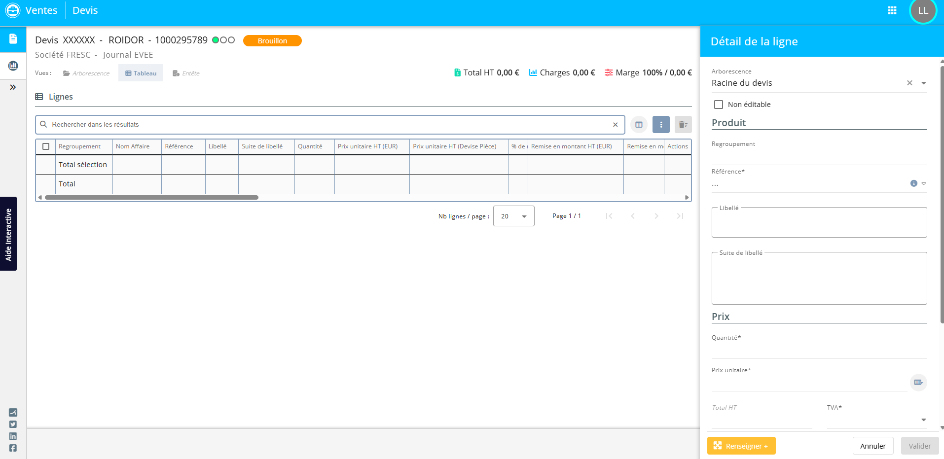 Ventes
Devis
LL
Devis XXXXXX - ROIDOR - 1000295789
Brouillon
Société FRESC - Journal EVEE
Vues :
Arborescence
Tableau
Entête
Total HT 0,00 €
Charges 0,00 €
Marge 100% / 0,00 €
Lignes
Rechercher dans les résultats
Regroupement
Nom Affaire
Référence
Libellé
Suite de libellé
Quantité
Prix unitaire HT (EUR)
Prix unitaire HT (Devise Pièce)
% de
Remise en montant HT (EUR)
Remise en m
Actions
Total sélection
Total
Nb lignes / page :
20
Page 1 / 1
Aide Interactive
Détail de la ligne
Arborescence
Racine du devis
Non éditable
Produit
Regroupement
Référence*
...
Libellé
Suite de libellé
Prix
Quantité*
Prix unitaire*
Total HT
TVA*
Renseigner
Annuler
Valider